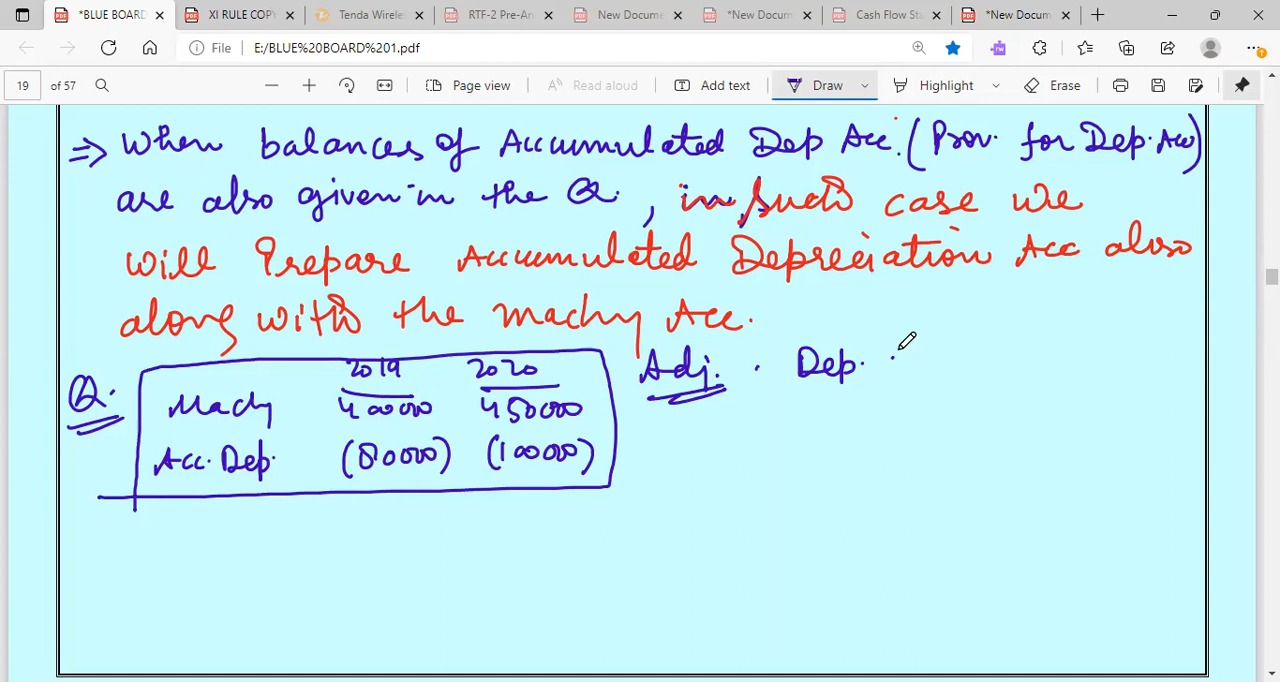 *BLUE BOARD
XI RULE COPY
Tenda Wirele
RTF-2 Pre-An
New Docume
*New Docum
Cash Flow Sta
*New Docum
File E:/BLUE%20BOARD%201.pdf
19 of 57 Page view Read aloud Add text Draw Highlight Erase
⇒ When balances of Accumulated Dep Acc. (Prov. for Dep. Acc)
are also given in the Q. , in such case we
will Prepare Accumulated Depreciation Acc also
along with the machy Acc.
Q. 2019 2020 Adj. . Dep. .
Machy 400000 450000
Acc. Dep. (80000) (100000)